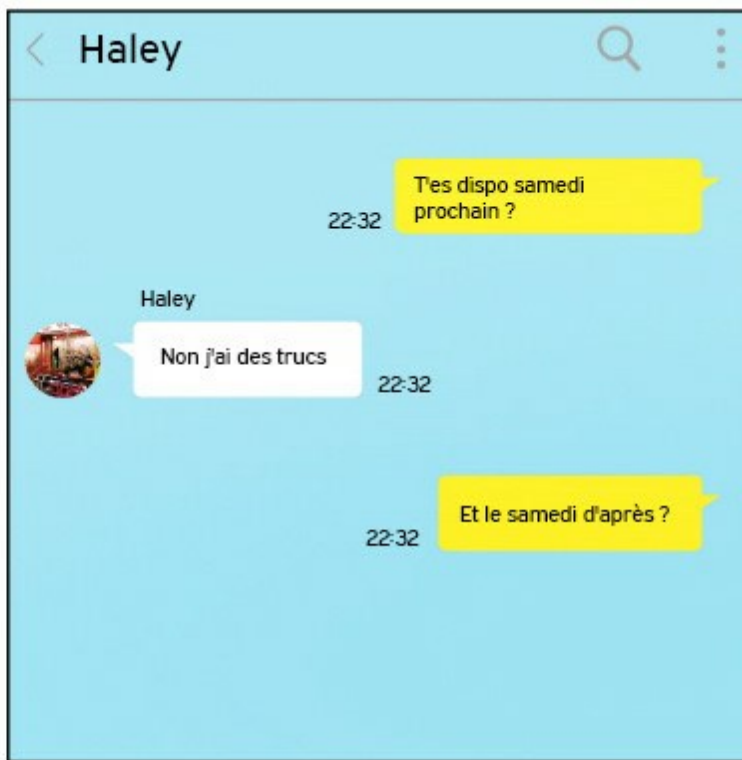 Haley
T'es dispo samedi
prochain ?
22:32
Haley
Non j'ai des trucs
22:32
Et le samedi d'après ?
22:32